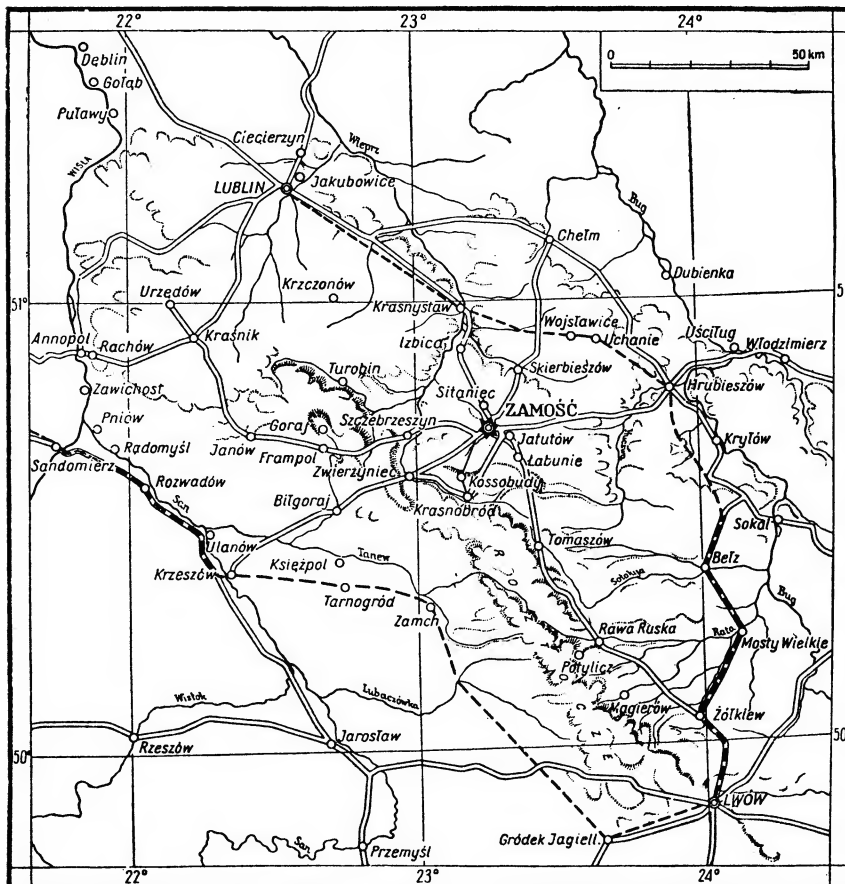 22°
23°
24°
0 50 km
Dęblin
Gołąb
Puławy
WISŁA
Ciecierzyn
Wieprz
LUBLIN
Jakubowice
Chełm
Bug
Dubienka
51°
Urzędów
Krzczonów
Krasnystaw
Wojsławice
Uchanie
Uściług
Włodzimierz
Annopol
Rachów
Kraśnik
Izbica
Skierbieszów
Hrubieszów
Zawichost
Turobin
Sitaniec
ZAMOŚĆ
Pniów
Goraj
Szczebrzeszyn
Jatutów
Kryłów
Radomyśl
Janów
Frampol
Łabunie
Sandomierz
Zwierzyniec
Kossobudy
Rozwadów
Biłgoraj
Krasnobród
Sokal
San
Ulanów
Tomaszów
Księżpol
Tanew
R O Z T O C Z E
Sołokija
Bełz
Krzeszów
Tarnogród
Zamch
Bug
Rawa Ruska
Rata
Mosty Wielkie
Potylicz
Wisłok
Lubaczówka
Magierów
Żółkiew
50°
50
Rzeszów
Jarosław
LWÓW
San
Przemyśl
Gródek Jagiell.
22°
23°
24°